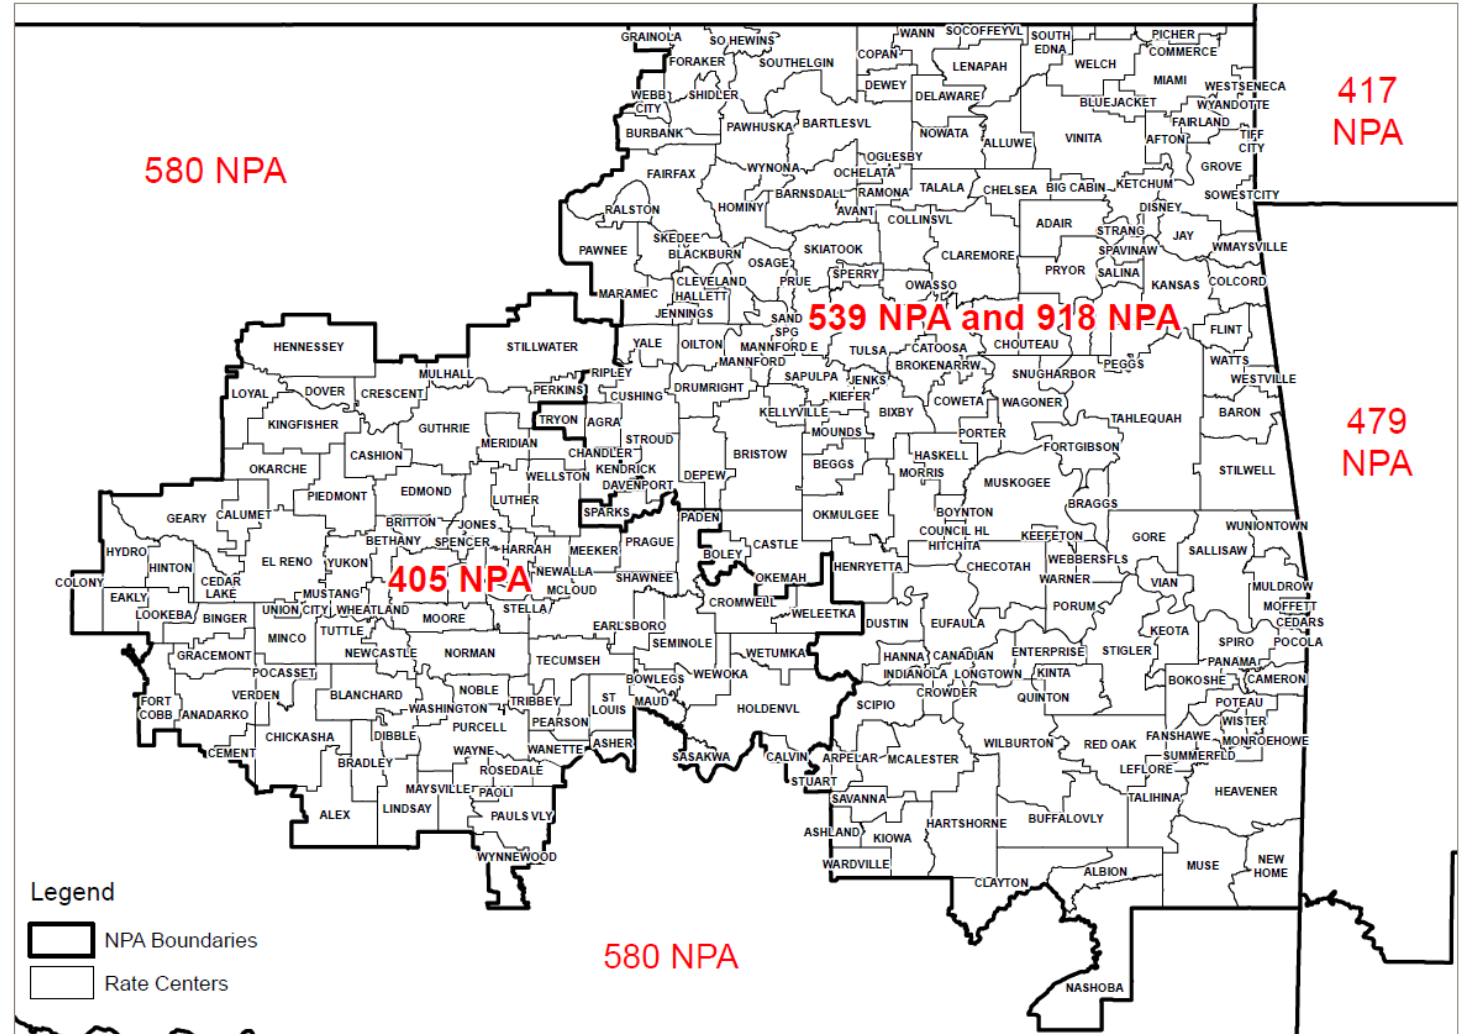 GRAINOLA
SO HEWINS
WANN
SOCOFFEYVL
SOUTH
EDNA
PICHER
COMMERCE
FORAKER
SOUTHELGIN
COPAN
LENAPAH
WELCH
MIAMI
417
NPA
WEBB
CITY
SHIDLER
DEWEY
DELAWARE
BLUEJACKET
WESTSENECA
WYANDOTTE
BURBANK
PAWHUSKA
BARTLESVL
NOWATA
ALLUWE
VINITA
AFTON
FAIRLAND
TIFF
CITY
580 NPA
FAIRFAX
WYNONA
OGLESBY
OCHELATA
GROVE
BARNSDALL
RAMONA
TALALA
CHELSEA
BIG CABIN
KETCHUM
SOWESTCITY
RALSTON
HOMINY
AVANT
COLLINSVL
ADAIR
DISNEY
STRANG
JAY
PAWNEE
SKEDEE
BLACKBURN
OSAGE
SKIATOOK
CLAREMORE
SPAVINAW
WMAYSVILLE
CLEVELAND
PRUE
SPERRY
OWASSO
PRYOR
SALINA
KANSAS
COLCORD
MARAMEC
HALLETT
JENNINGS
SAND
SPG
539 NPA and 918 NPA
FLINT
HENNESSEY
STILLWATER
YALE
OILTON
MANNFORD E
MANNFORD
TULSA
CATOOSA
CHOUTEAU
WATTS
MULHALL
RIPLEY
BROKENARRW
SNUGHARBOR
PEGGS
WESTVILLE
LOYAL
DOVER
CRESCENT
PERKINS
CUSHING
DRUMRIGHT
SAPULPA
JENKS
KIEFER
COWETA
WAGONER
479
NPA
KINGFISHER
GUTHRIE
TRYON
AGRA
KELLYVILLE
BIXBY
TAHLEQUAH
BARON
CASHION
MERIDIAN
STROUD
MOUNDS
PORTER
FORTGIBSON
OKARCHE
CHANDLER
KENDRICK
BRISTOW
BEGGS
HASKELL
MORRIS
STILWELL
WELLSTON
DAVENPORT
DEPEW
MUSKOGEE
PIEDMONT
EDMOND
LUTHER
SPARKS
PADEN
OKMULGEE
BOYNTON
BRAGGS
GEARY
CALUMET
BRITTON
JONES
COUNCIL HL
WUNIONTOWN
BETHANY
SPENCER
HARRAH
MEEKER
PRAGUE
BOLEY
CASTLE
HITCHITA
KEEFETON
GORE
SALLISAW
HYDRO
HINTON
EL RENO
YUKON
HENRYETTA
CHECOTAH
WEBBERSFLS
WARNER
COLONY
EAKLY
CEDAR
LAKE
405 NPA
NEWALLA
MCLOUD
SHAWNEE
OKEMAH
VIAN
MULDROW
MUSTANG
LOOKEBA
BINGER
UNION CITY
WHEATLAND
MOORE
STELLA
CROMWELL
WELEETKA
PORUM
MOFFETT
CEDARS
MINCO
TUTTLE
EARLSBORO
DUSTIN
EUFAULA
KEOTA
SPIRO
POCOLA
GRACEMONT
NEWCASTLE
NORMAN
TECUMSEH
SEMINOLE
WETUMKA
HANNA
CANADIAN
ENTERPRISE
STIGLER
PANAMA
POCASSET
BOWLEGS
WEWOKA
INDIANOLA
LONGTOWN
KINTA
BOKOSHE
CAMERON
FORT
COBB
ANADARKO
VERDEN
BLANCHARD
NOBLE
WASHINGTON
TRIBBEY
ST
LOUIS
MAUD
HOLDENVL
SCIPIO
CROWDER
QUINTON
POTEAU
CHICKASHA
DIBBLE
PURCELL
PEARSON
WISTER
CEMENT
WAYNE
WANETTE
ASHER
SASAKWA
CALVIN
ARPELAR
MCALESTER
WILBURTON
RED OAK
FANSHAWE
MONROEHOWE
SUMMERFLD
BRADLEY
ROSEDALE
STUART
LEFLORE
MAYSVILLE
PAOLI
SAVANNA
TALIHINA
HEAVENER
ALEX
LINDSAY
PAULS VLY
ASHLAND
KIOWA
HARTSHORNE
BUFFALOVLY
WYNNEWOOD
WARDVILLE
CLAYTON
ALBION
MUSE
NEW
HOME
Legend
NPA Boundaries
Rate Centers
580 NPA
NASHOBA